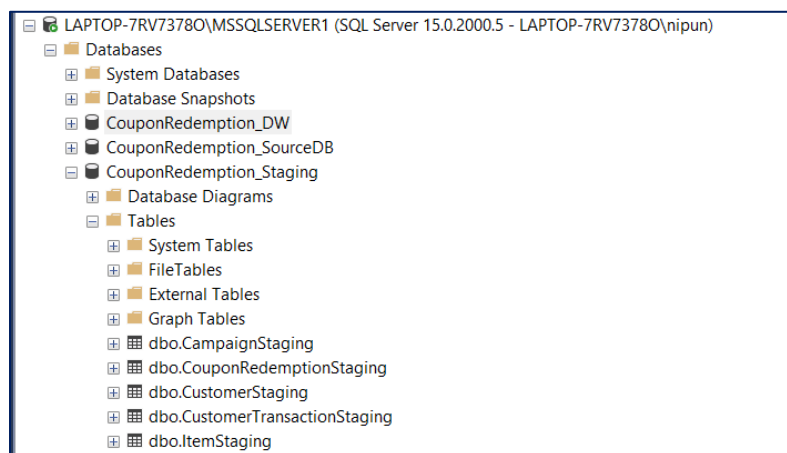 LAPTOP-7RV7378O\MSSQLSERVER1 (SQL Server 15.0.2000.5 - LAPTOP-7RV7378O\nipun)
Databases
System Databases
Database Snapshots
CouponRedemption_DW
CouponRedemption_SourceDB
CouponRedemption_Staging
Database Diagrams
Tables
System Tables
FileTables
External Tables
Graph Tables
dbo.CampaignStaging
dbo.CouponRedemptionStaging
dbo.CustomerStaging
dbo.CustomerTransactionStaging
dbo.ItemStaging